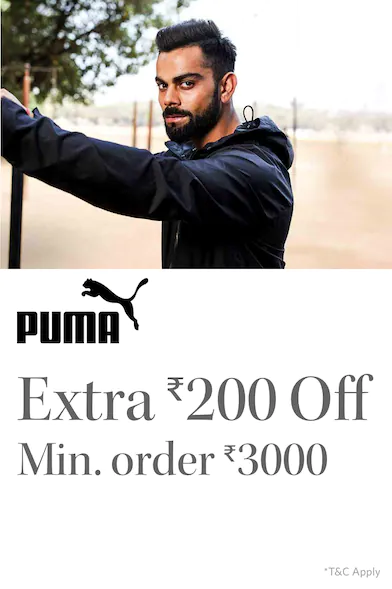 PUMA
Extra ₹200 Off
Min. order ₹3000
*T&C Apply